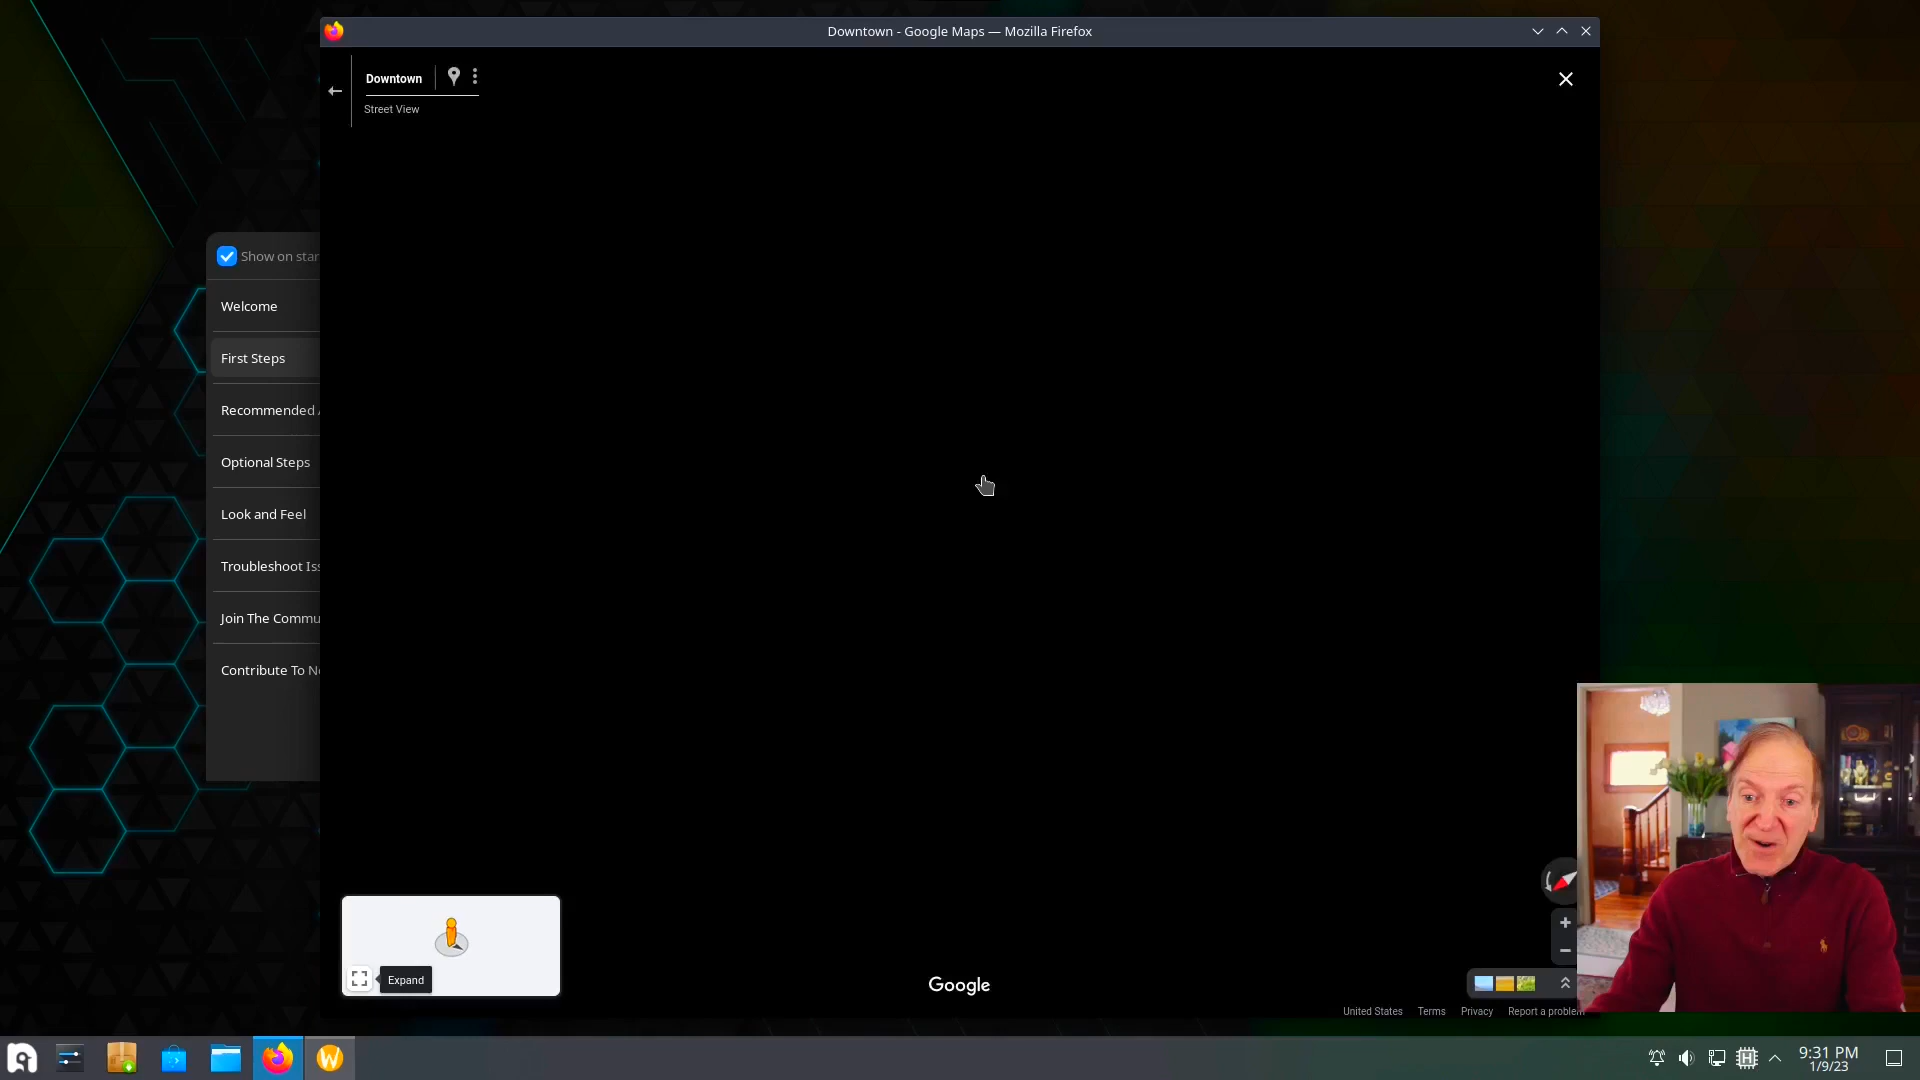 Downtown - Google Maps — Mozilla Firefox
Downtown
Street View
Show on star
Welcome
First Steps
Recommended
Optional Steps
Look and Feel
Troubleshoot Iss
Join The Commu
Contribute To N
Expand
Google
United States Terms Privacy Report a problem
9:31 PM
1/9/23